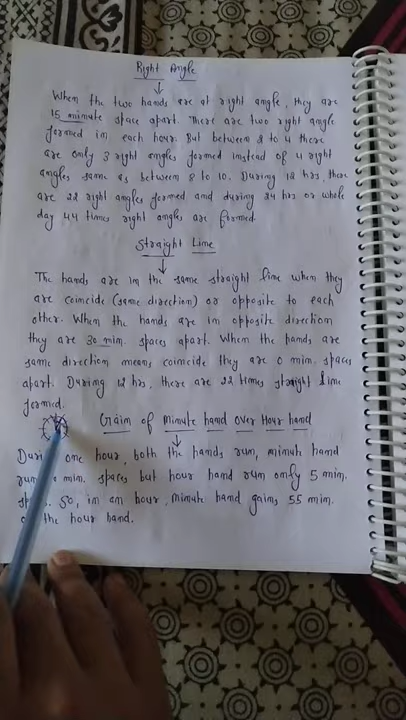 Right Angle
When the two hands are at right angle, they are
15 minute space apart. There are two right angle
formed in each hour. But between 2 to 4 there
are only 3 right angles formed instead of 4 right
angles same as between 8 to 10. During 12 hrs, there
are 22 right angles formed and during 24 hrs or whole
day 44 times right angles are formed.
Straight Line
The hands are in the same straight line when they
are coincide (same direction) or opposite to each
other. When the hands are in opposite direction
they are 30 min. spaces apart. When the hands are
same direction means coincide they are 0 min. spaces
apart. During 12 hrs, there are 22 times straight line
formed.
Gain of Minute hand over Hour hand
one hour, both the hands run, minute hand
min. spaces but hour hand run only 5 min.
So, in an hour, minute hand gains 55 min.
the hour hand.